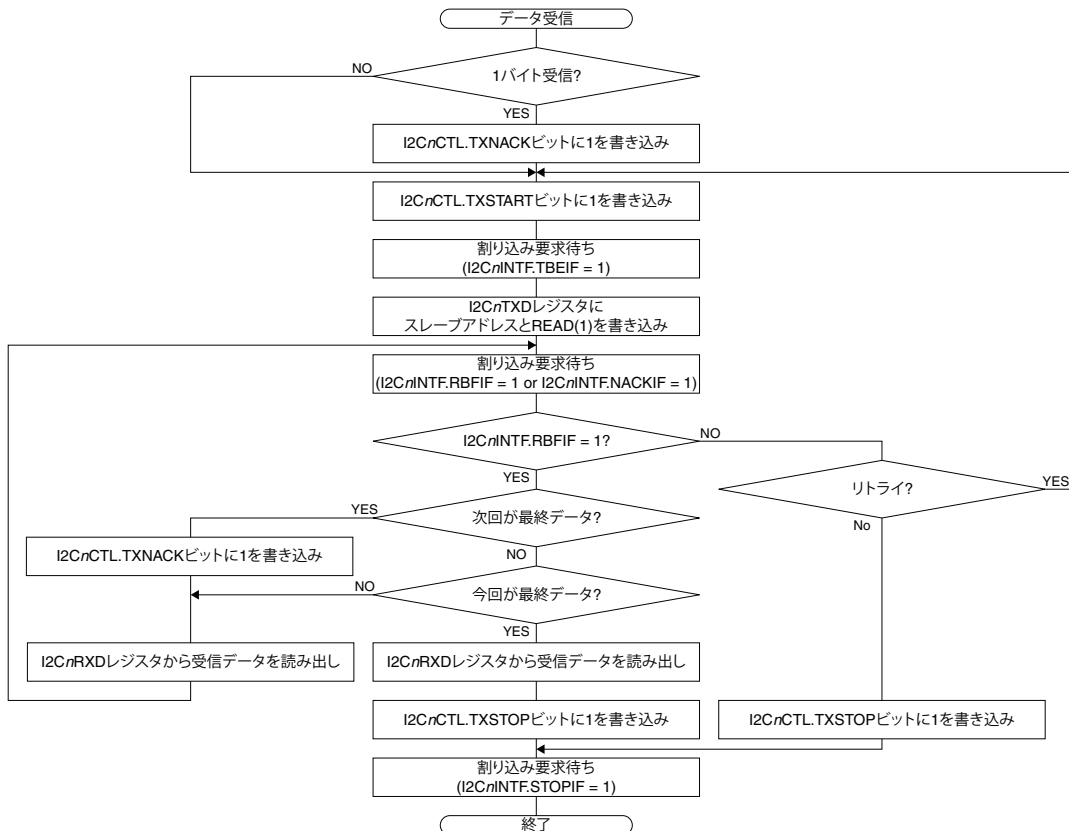 データ受信
1バイト受信?
NO
YES
I2CnCTL.TXNACKビットに1を書き込み
I2CnCTL.TXSTARTビットに1を書き込み
割り込み要求待ち
(I2CnINTF.TBEIF = 1)
I2CnTXDレジスタに
スレーブアドレスとREAD(1)を書き込み
割り込み要求待ち
(I2CnINTF.RBFIF = 1 or I2CnINTF.NACKIF = 1)
I2CnINTF.RBFIF = 1?
NO
YES
リトライ?
YES
No
次回が最終データ?
YES
NO
I2CnCTL.TXNACKビットに1を書き込み
今回が最終データ?
NO
YES
I2CnRXDレジスタから受信データを読み出し
I2CnRXDレジスタから受信データを読み出し
I2CnCTL.TXSTOPビットに1を書き込み
I2CnCTL.TXSTOPビットに1を書き込み
割り込み要求待ち
(I2CnINTF.STOPIF = 1)
終了